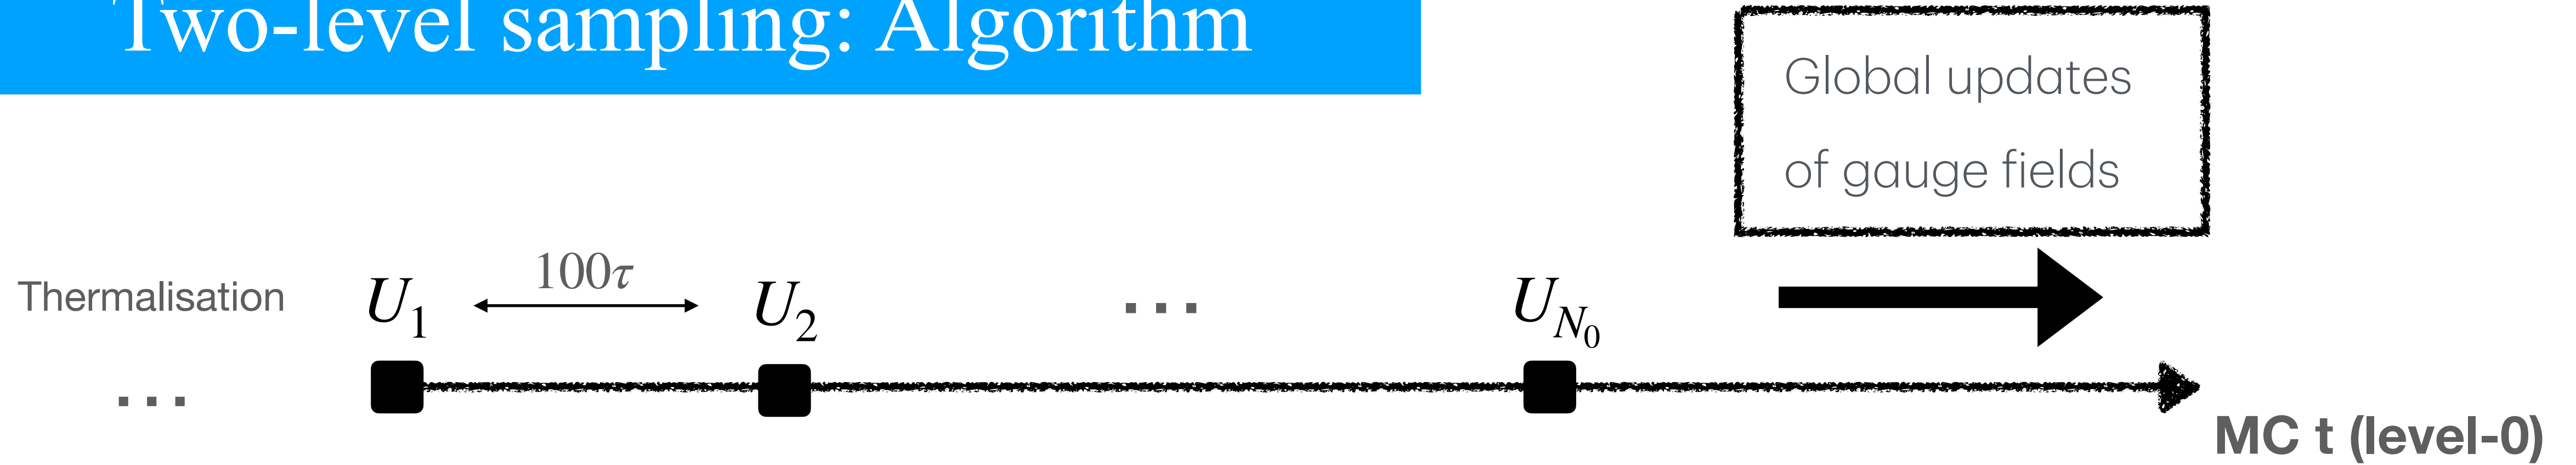 Two-level sampling: Algorithm
Global updates
of gauge fields
Thermalisation
U₁
100τ
U₂
...
U_{N₀}
...
MC t (level-0)